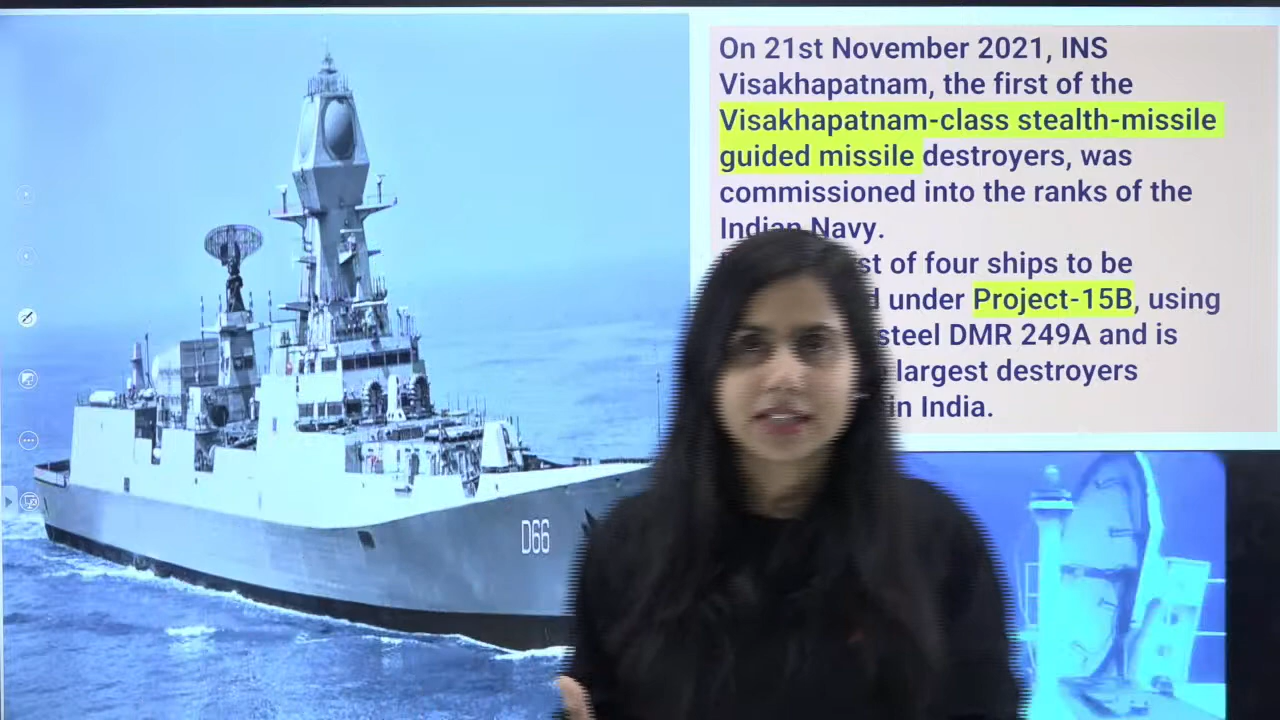 On 21st November 2021, INS
Visakhapatnam, the first of the
Visakhapatnam-class stealth-missile
guided missile destroyers, was
commissioned into the ranks of the
Indian Navy.
of four ships to be
under Project-15B, using
steel DMR 249A and is
largest destroyers
in India.
D66